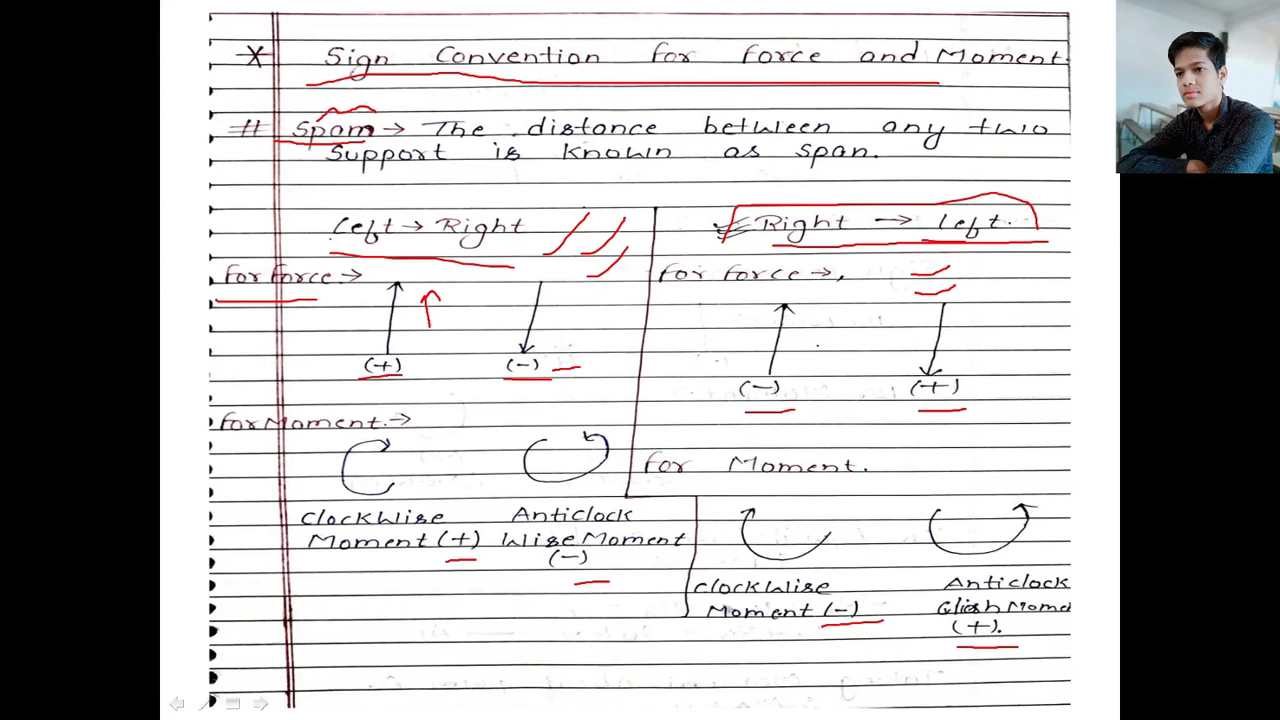 * Sign Convention for force and Moment.
# Spam → The distance between any two
Support is known as span.
Left → Right
For force →
(+) (-)
For Moment. →
ClockWise
Moment (+)
Anticlock
Wise Moment
(-)
Right → Left.
For force →,
(-) (+)
For Moment.
ClockWise
Moment (-)
Anticlock
(+).